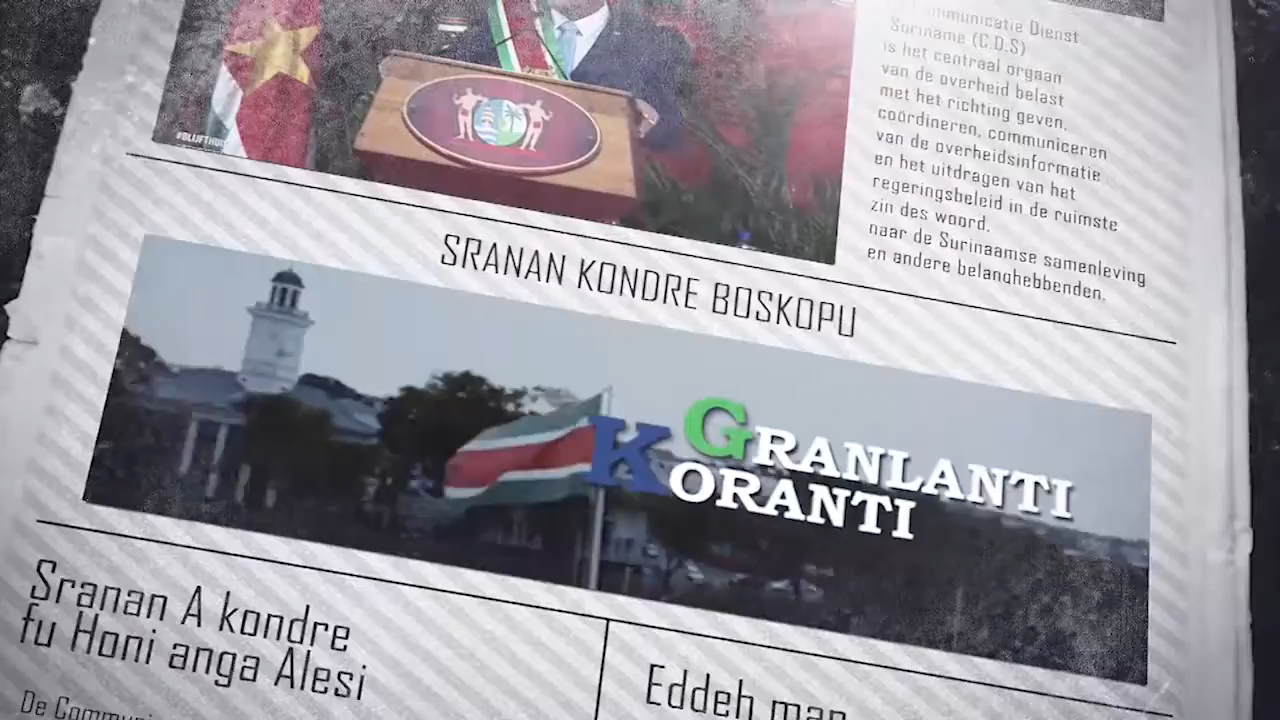 Communicatie Dienst
Suriname (C.D.S)
is het centraal orgaan
van de overheid belast
met het richting geven,
coördineren, communiceren
van de overheidsinformatie
en het uitdragen van het
regeringsbeleid in de ruimste
zin des woord.
naar de Surinaamse samenleving
en andere belanghebbenden.
SRANAN KONDRE BOSKOPU
GRANLANTI
KORANTI
Sranan A kondre
fu Honi anga Alesi
De
Eddeh man